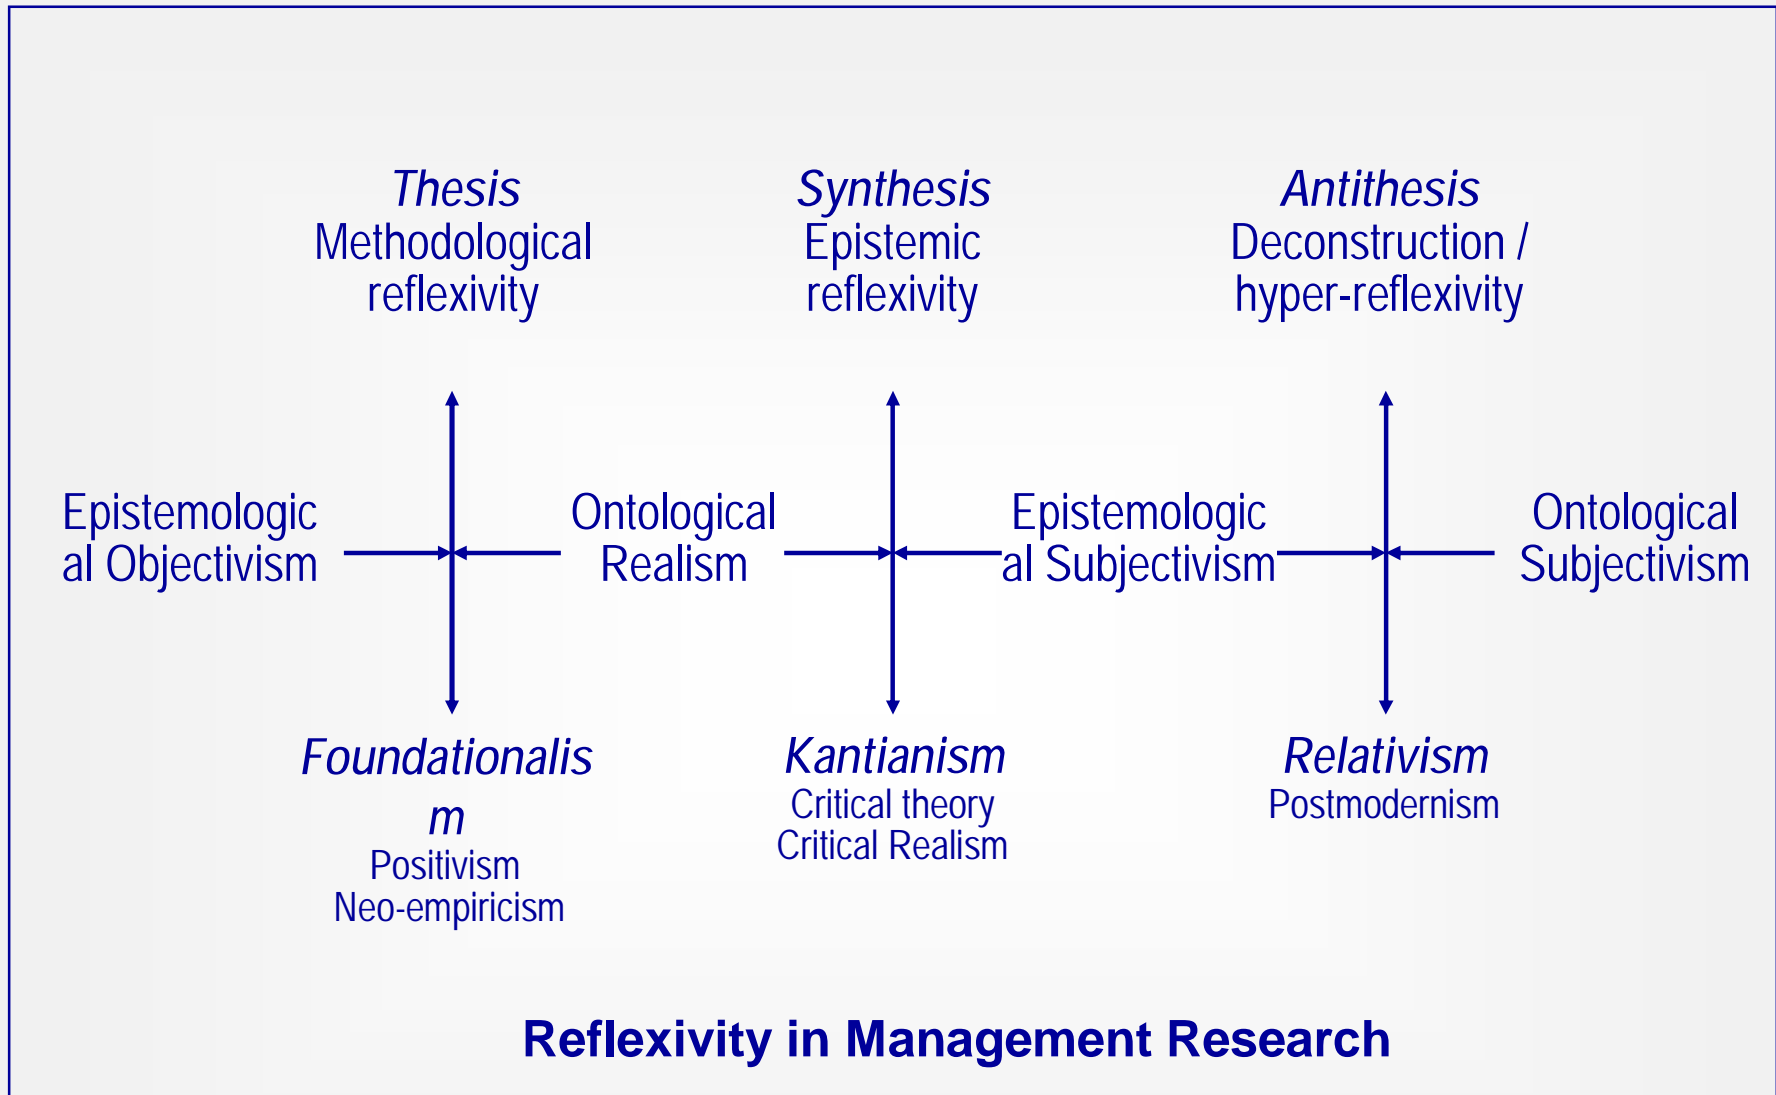 Thesis
Methodological
reflexivity
Synthesis
Epistemic
reflexivity
Antithesis
Deconstruction /
hyper-reflexivity
Epistemologic
al Objectivism
Ontological
Realism
Epistemologic
al Subjectivism
Ontological
Subjectivism
Foundationalis
m
Positivism
Neo-empiricism
Kantianism
Critical theory
Critical Realism
Relativism
Postmodernism
Reflexivity in Management Research